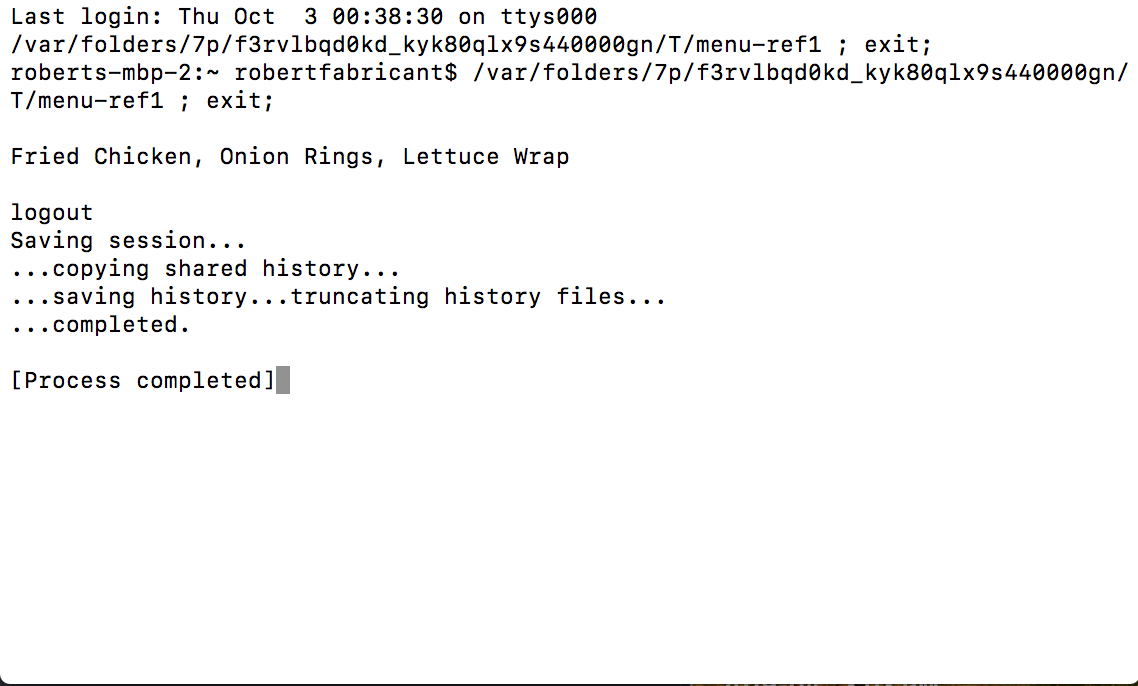 Last login: Thu Oct  3 00:38:30 on ttys000
/var/folders/7p/f3rvlbqd0kd_kyk80qlx9s440000gn/T/menu-ref1 ; exit;
roberts-mbp-2:~ robertfabricant$ /var/folders/7p/f3rvlbqd0kd_kyk80qlx9s440000gn/
T/menu-ref1 ; exit;
Fried Chicken, Onion Rings, Lettuce Wrap
logout
Saving session...
...copying shared history...
...saving history...truncating history files...
...completed.
[Process completed]